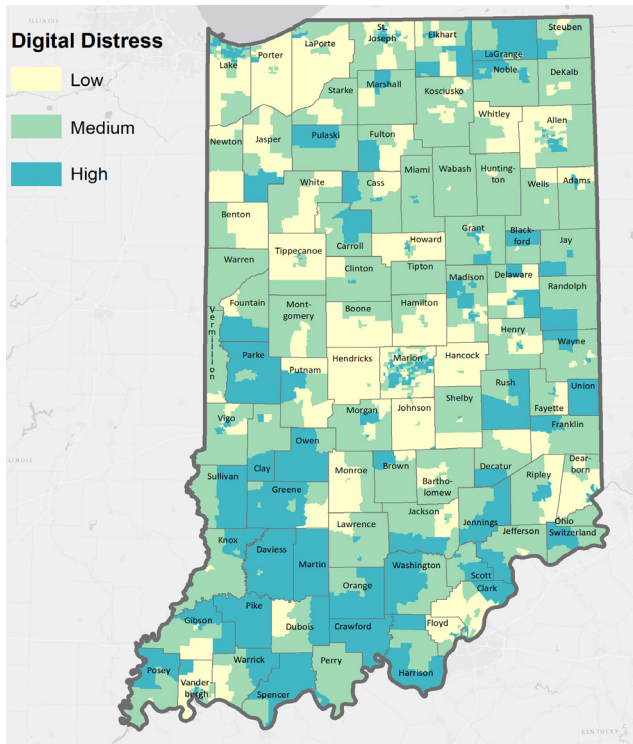 ILLINOIS
Digital Distress
Low
Medium
High
Lake
Porter
LaPorte
St.
Joseph
Elkhart
LaGrange
Steuben
Noble
DeKalb
Starke
Marshall
Kosciusko
Whitley
Allen
Newton
Jasper
Pulaski
Fulton
Miami
Wabash
Hunting-
ton
Wells
Adams
Benton
White
Cass
Carroll
Howard
Grant
Black-
ford
Jay
Warren
Tippecanoe
Clinton
Tipton
Madison
Delaware
Randolph
Fountain
Vermillion
Mont-
gomery
Boone
Hamilton
Henry
Wayne
Parke
Putnam
Hendricks
Marion
Hancock
Rush
Fayette
Union
Vigo
Morgan
Johnson
Shelby
Franklin
Clay
Owen
Monroe
Brown
Bartho-
lomew
Decatur
Ripley
Dear-
born
ILLINOIS
Sullivan
Greene
Jackson
Jennings
Jefferson
Ohio
Switzerland
Knox
Daviess
Martin
Lawrence
Orange
Washington
Scott
Clark
Gibson
Pike
Dubois
Crawford
Floyd
Harrison
Posey
Vander-
burgh
Warrick
Spencer
Perry
KENTUCKY